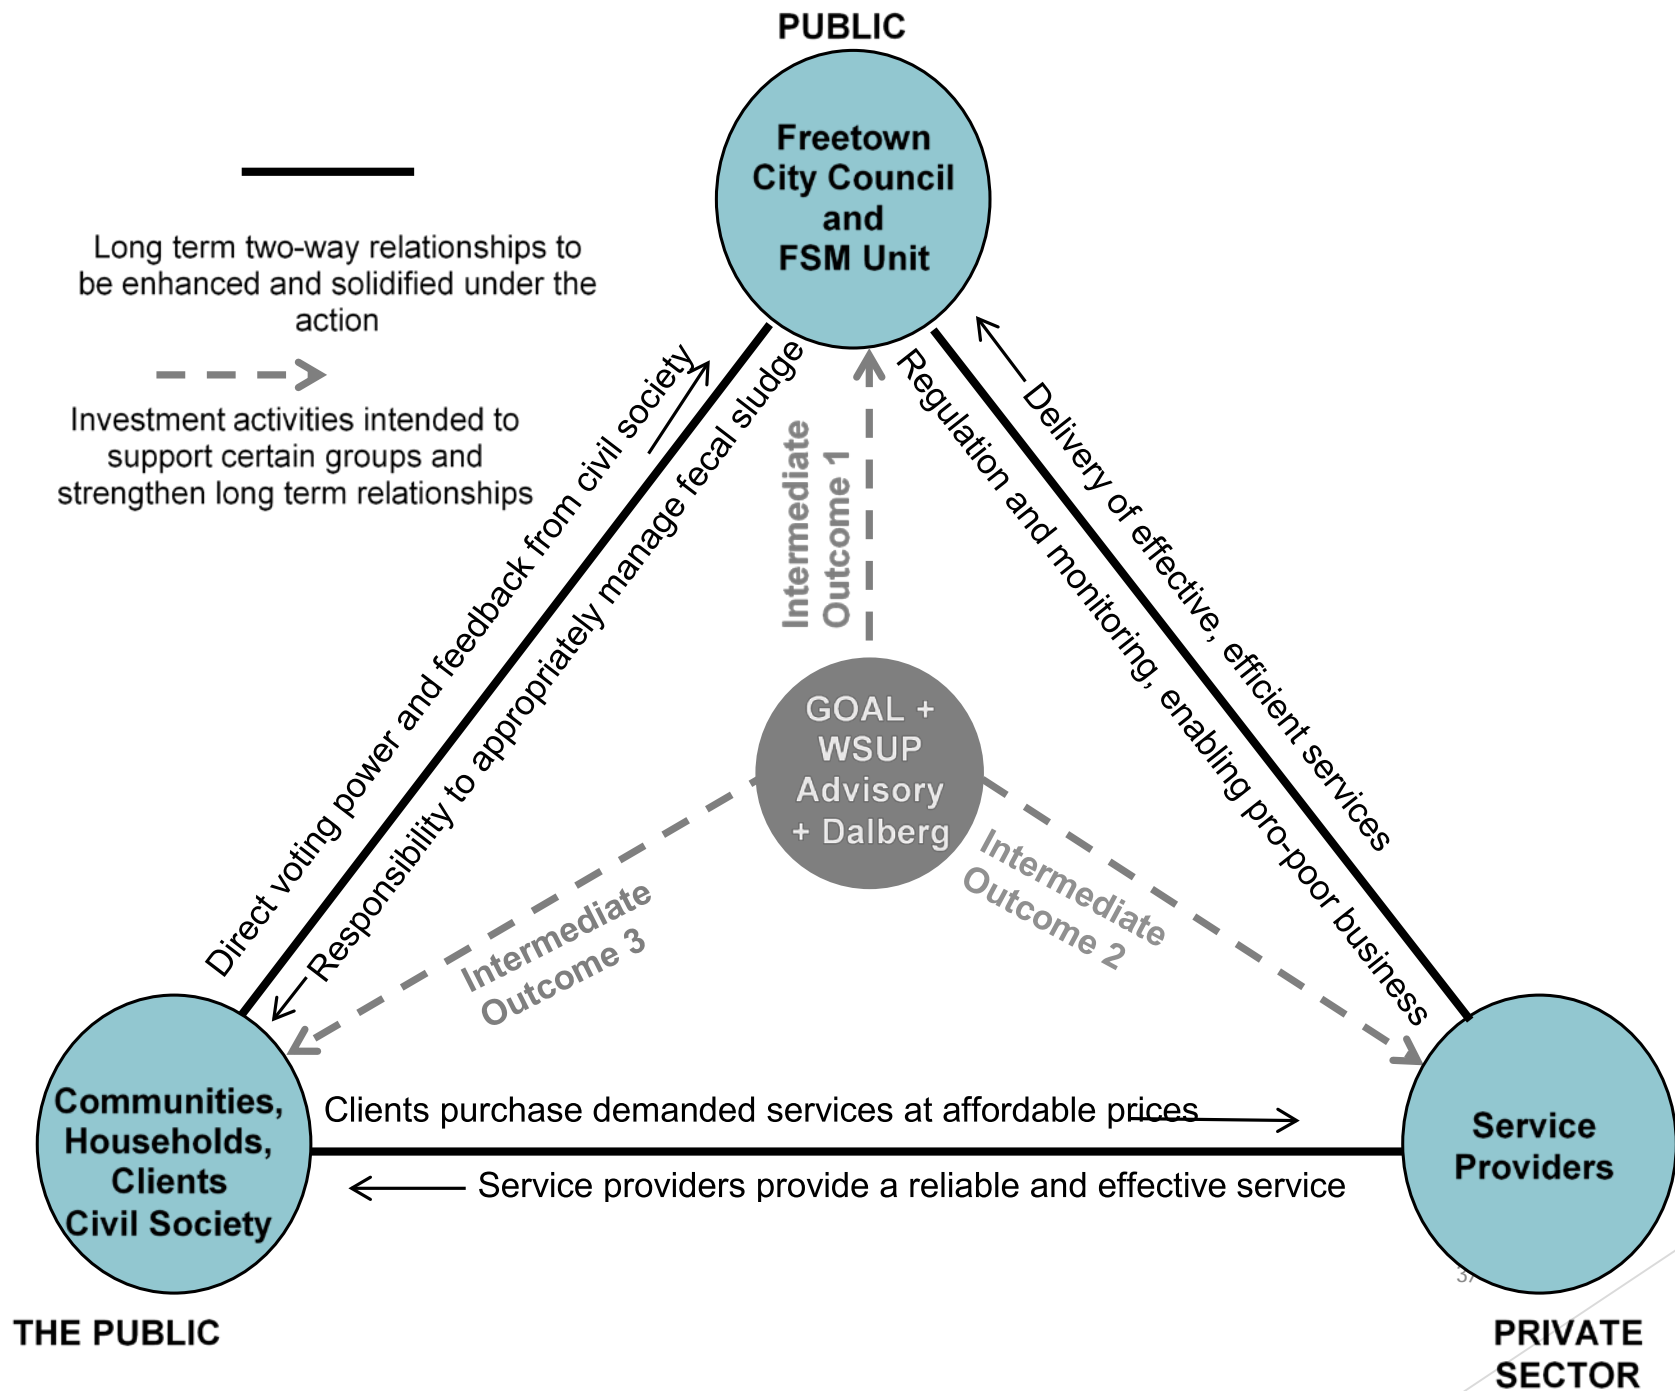 PUBLIC
Freetown
City Council
and
FSM Unit
Long term two-way relationships to
be enhanced and solidified under the
action
Investment activities intended to
support certain groups and
strengthen long term relationships
Direct voting power and feedback from civil society
Responsibility to appropriately manage fecal sludge
Intermediate
Outcome 1
Regulation and monitoring, enabling pro-poor business
Delivery of effective, efficient services
GOAL +
WSUP
Advisory
+ Dalberg
Intermediate
Outcome 3
Intermediate
Outcome 2
Communities,
Households,
Clients
Civil Society
Clients purchase demanded services at affordable prices
Service providers provide a reliable and effective service
Service
Providers
THE PUBLIC
PRIVATE
SECTOR